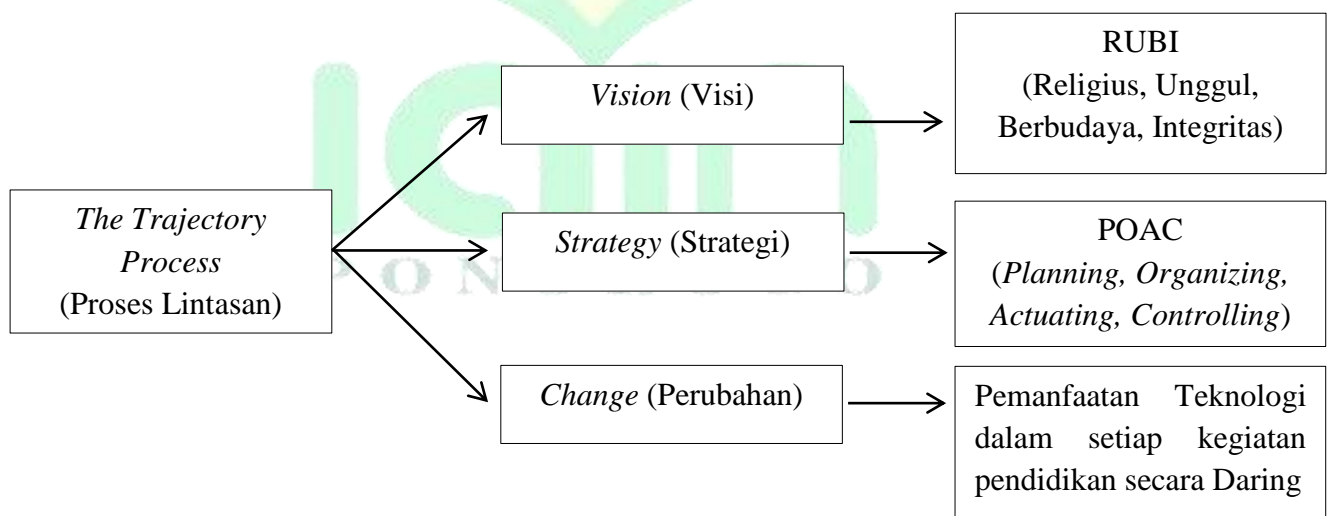 The Trajectory
Process
(Proses Lintasan)
Vision (Visi)
RUBI
(Religius, Unggul,
Berbudaya, Integritas)
Strategy (Strategi)
POAC
(Planning, Organizing,
Actuating, Controlling)
Change (Perubahan)
Pemanfaatan Teknologi
dalam setiap kegiatan
pendidikan secara Daring